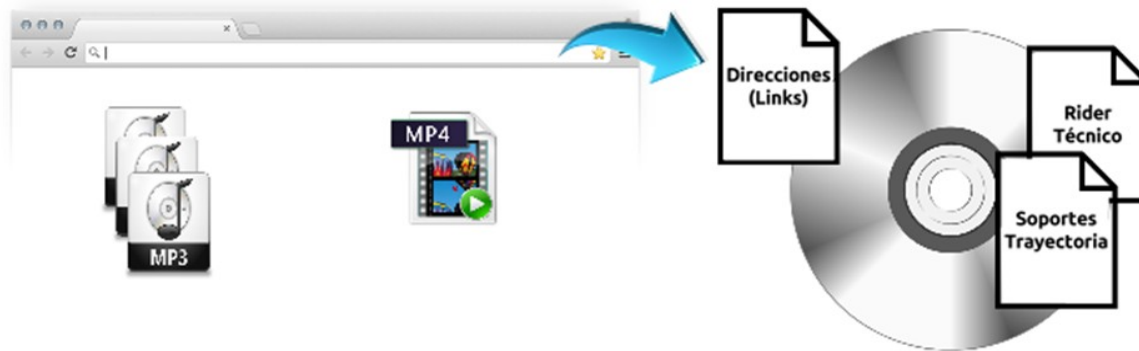 MP3
MP4
Direcciones
(Links)
Rider
Técnico
Soportes
Trayectoria